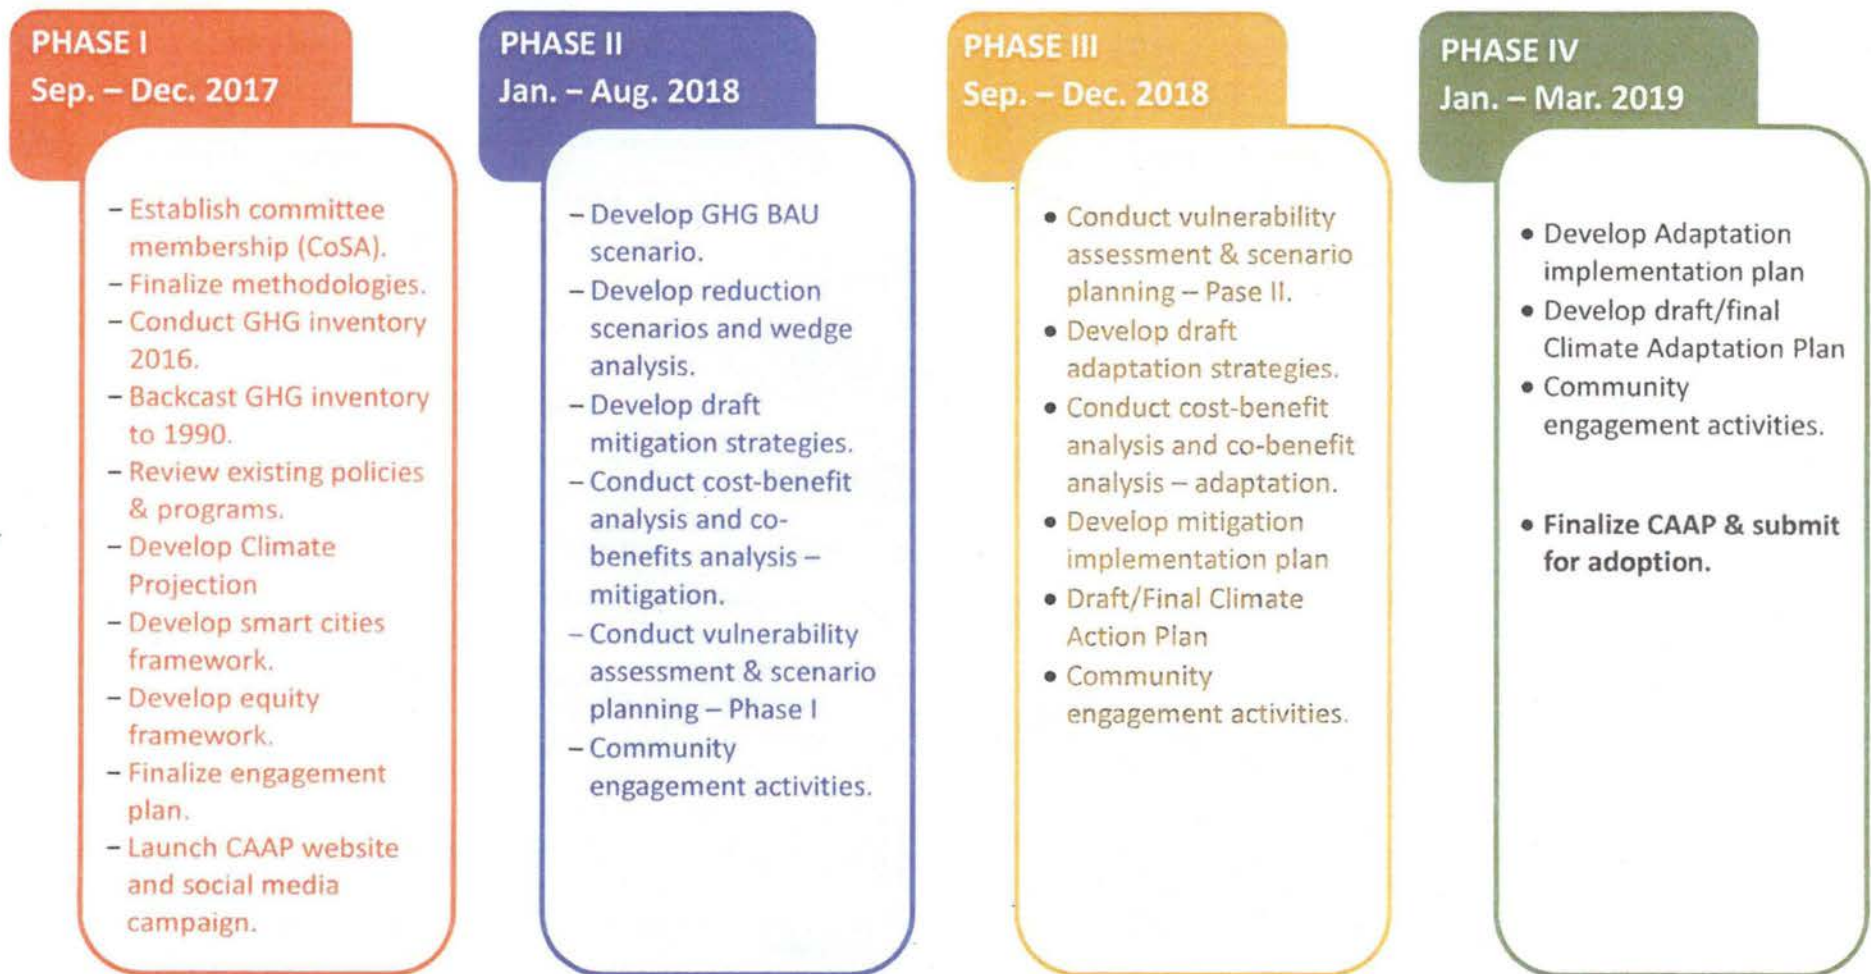 PHASE I
Sep. – Dec. 2017
– Establish committee
membership (CoSA).
– Finalize methodologies.
– Conduct GHG inventory
2016.
– Backcast GHG inventory
to 1990.
– Review existing policies
& programs.
– Develop Climate
Projection
– Develop smart cities
framework.
– Develop equity
framework.
– Finalize engagement
plan.
– Launch CAAP website
and social media
campaign.
PHASE II
Jan. – Aug. 2018
– Develop GHG BAU
scenario.
– Develop reduction
scenarios and wedge
analysis.
– Develop draft
mitigation strategies.
– Conduct cost-benefit
analysis and co-
benefits analysis –
mitigation.
– Conduct vulnerability
assessment & scenario
planning – Phase I
– Community
engagement activities.
PHASE III
Sep. – Dec. 2018
• Conduct vulnerability
assessment & scenario
planning – Pase II.
• Develop draft
adaptation strategies.
• Conduct cost-benefit
analysis and co-benefit
analysis – adaptation.
• Develop mitigation
implementation plan
• Draft/Final Climate
Action Plan
• Community
engagement activities.
PHASE IV
Jan. – Mar. 2019
• Develop Adaptation
implementation plan
• Develop draft/final
Climate Adaptation Plan
• Community
engagement activities.
• Finalize CAAP & submit
for adoption.